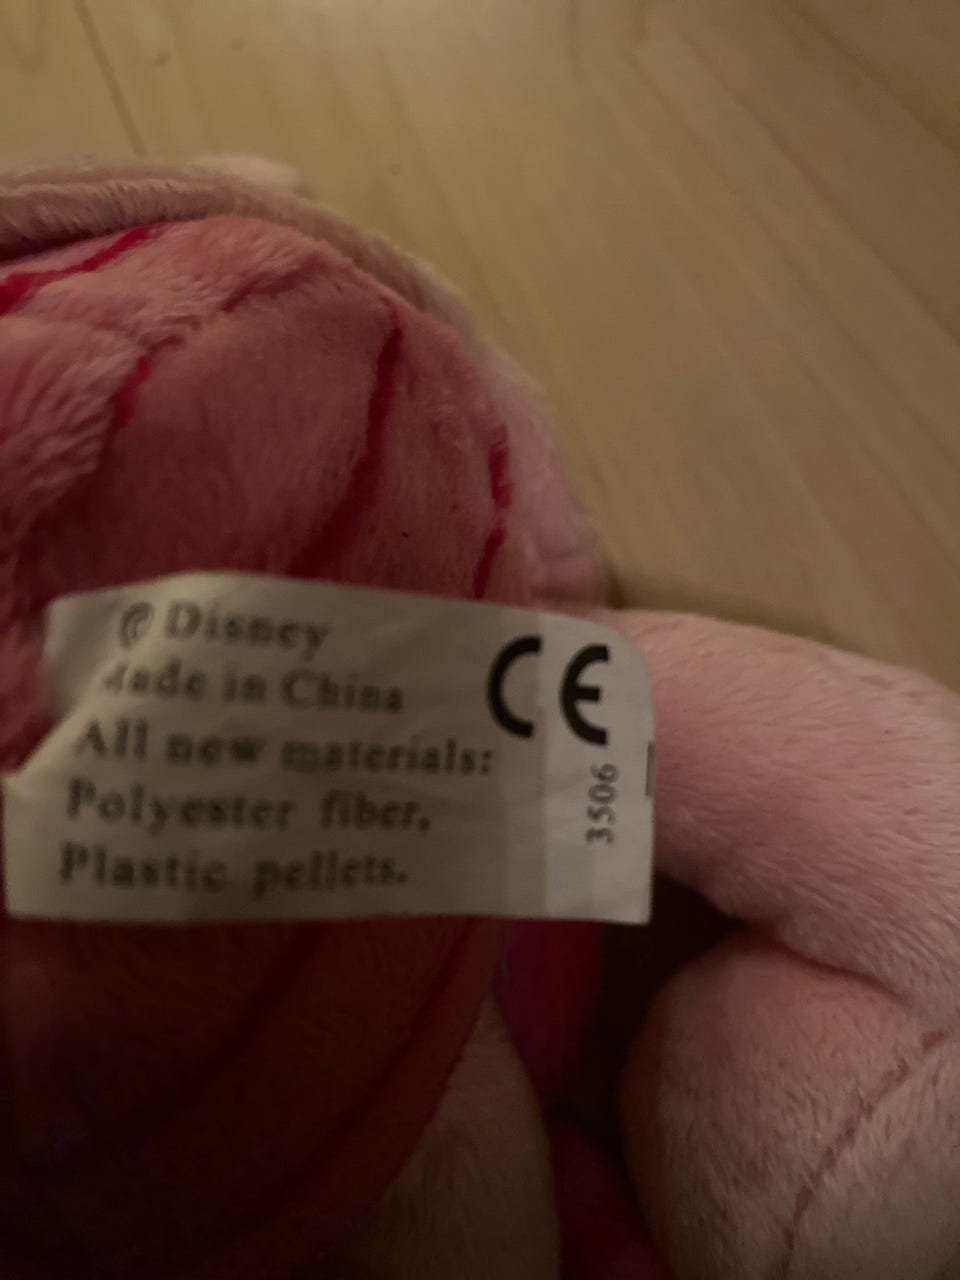 © Disney
Made in China
All new materials:
Polyester fiber,
Plastic pellets.
CE
3506